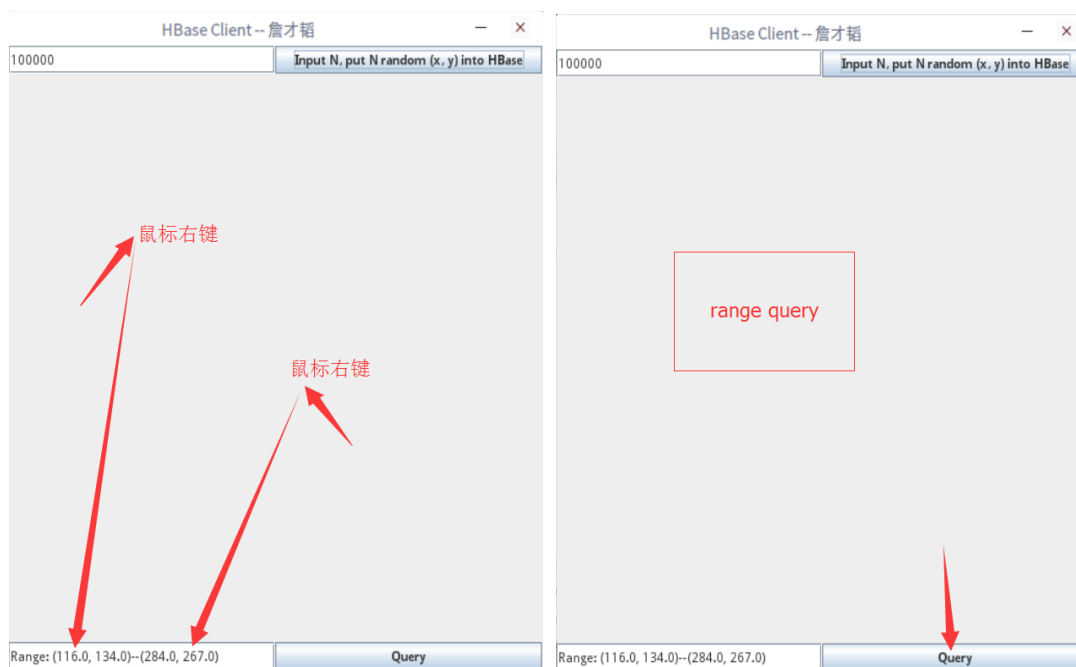 HBase Client -- 詹才韬
100000
Input N, put N random (x, y) into HBase
鼠标右键
鼠标右键
Range: (116.0, 134.0)--(284.0, 267.0)
Query
HBase Client -- 詹才韬
100000
Input N, put N random (x, y) into HBase
range query
Range: (116.0, 134.0)--(284.0, 267.0)
Query